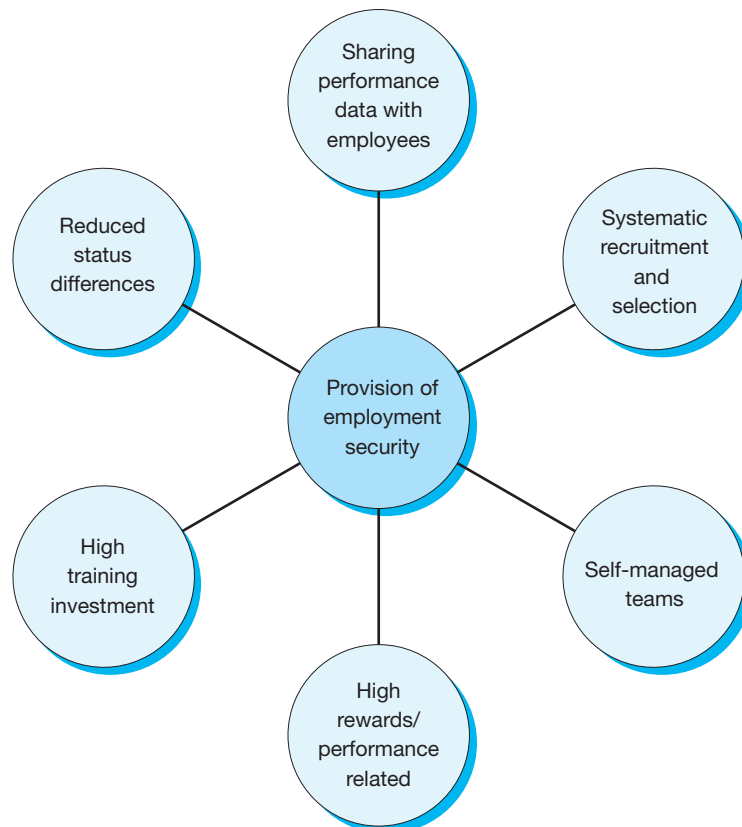 Sharing
performance
data with
employees
Reduced
status
differences
Systematic
recruitment
and
selection
Provision of
employment
security
High
training
investment
Self-managed
teams
High
rewards/
performance
related